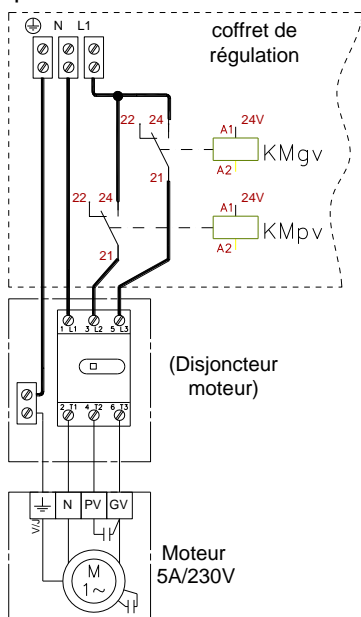 N L1
coffret de
régulation
22 24 A1 24V
KMgv
A2
21
22 24 A1 24V
KMpv
A2
21
1 L1 3 L2 5 L3
(Disjoncteur
moteur)
2 T1 4 T2 6 T3
N PV GV
V/J
M
1~
Moteur
5A/230V